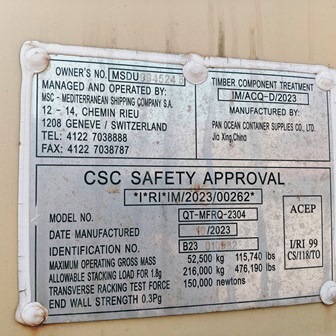 OWNER'S NO. MSDU
MANAGED AND OPERATED BY:
MSC - MEDITERRANEAN SHIPPING COMPANY S.A.
12 - 14, CHEMIN RIEU
1208 GENEVE / SWITZERLAND
TEL: 4122 7038888
FAX: 4122 7038787
TIMBER COMPONENT TREATMENT
IM/ACQ-D/2023
MANUFACTURED BY:
PAN OCEAN CONTAINER SUPPLIES CO., LTD.
Jia Xing,China
CSC SAFETY APPROVAL
*I*RI*IM/2023/00262*
MODEL NO. QT-MFRQ-2304
DATE MANUFACTURED /2023
IDENTIFICATION NO. B23
MAXIMUM OPERATING GROSS MASS 52,500 kg 115,740 lbs
ALLOWABLE STACKING LOAD FOR 1.8g 216,000 kg 476,190 lbs
TRANSVERSE RACKING TEST FORCE 150,000 newtons
END WALL STRENGTH 0.3Pg
ACEP
I/RI 99
CS/118/TO